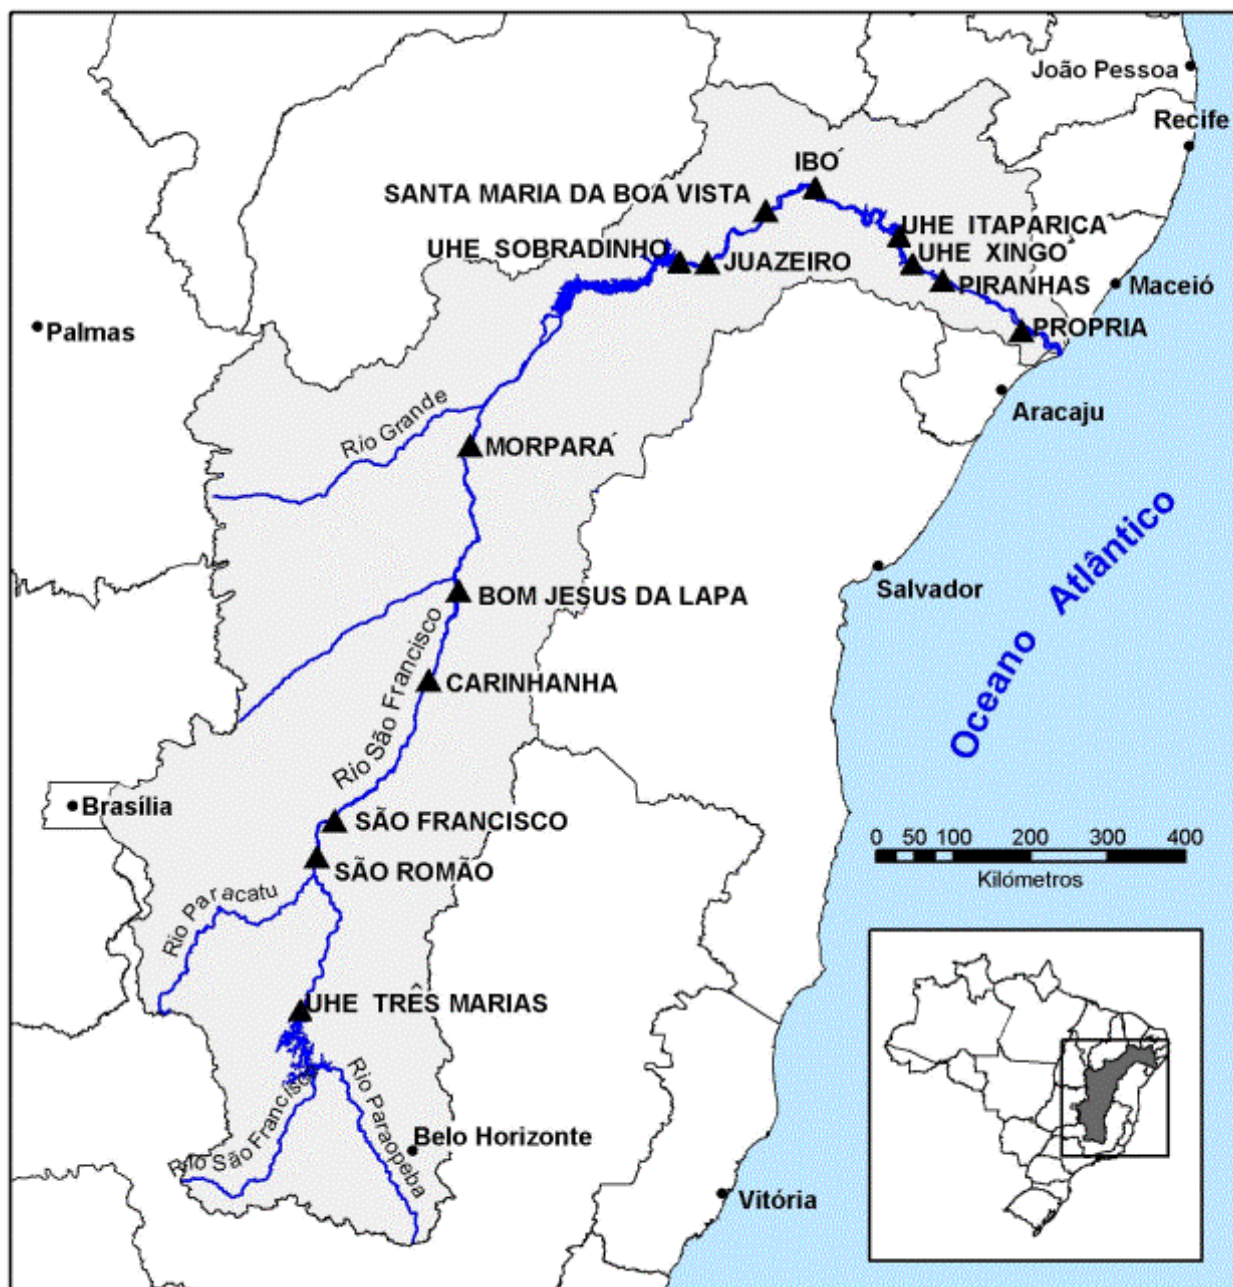 João Pessoa
Recife
IBÓ
SANTA MARIA DA BOA VISTA
UHE ITAPARICA
UHE SOBRADINHO
JUAZEIRO
UHE XINGÓ
PIRANHAS
Maceió
PROPRIA
Palmas
Aracaju
Rio Grande
MORPARÁ
Oceano Atlântico
Salvador
BOM JESUS DA LAPA
Rio São Francisco
CARINHANHA
Brasília
SÃO FRANCISCO
SÃO ROMÃO
0 50 100 200 300 400
Kilómetros
Rio Paracatu
UHE TRÊS MARIAS
Rio São Francisco
Rio Paraopeba
Belo Horizonte
Vitória